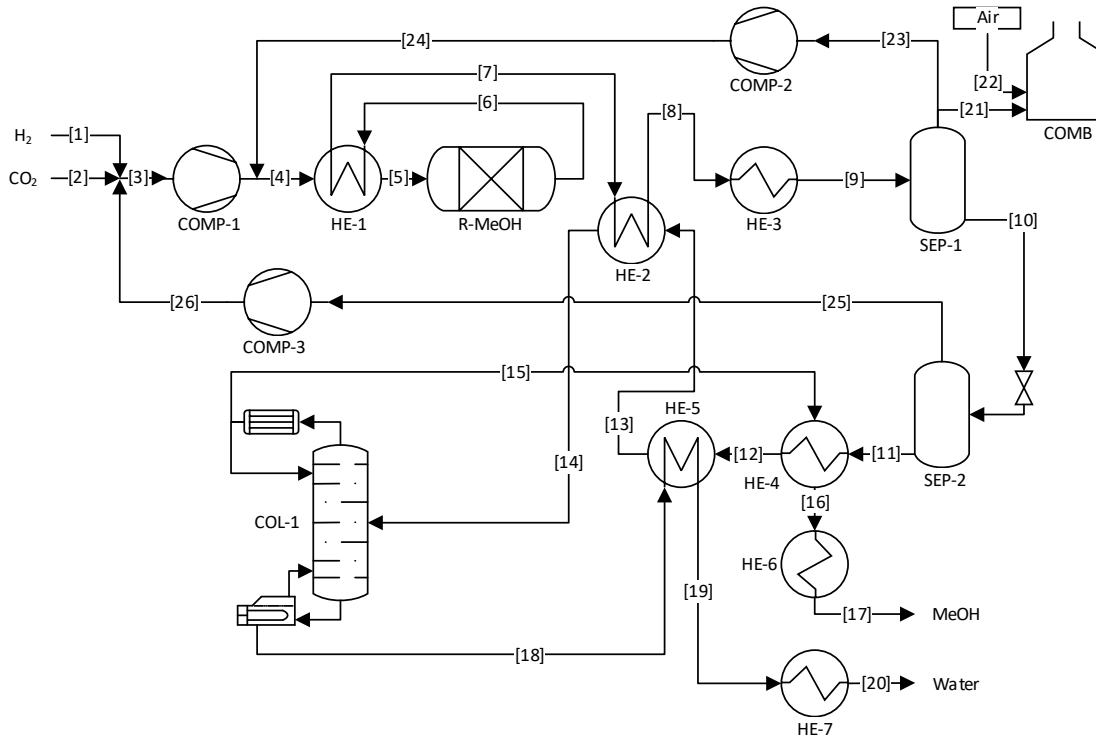 Air
[24]
[23]
COMP-2
[7]
[22]
[6]
[8]
[21]
COMB
H₂
[1]
CO₂
[2]
[3]
[4]
[5]
[9]
COMP-1
HE-1
R-MeOH
HE-3
[10]
SEP-1
HE-2
[26]
[25]
COMP-3
[15]
HE-5
[13]
[14]
[12]
[11]
HE-4
SEP-2
[16]
COL-1
HE-6
[19]
[17]
MeOH
[18]
[20]
Water
HE-7